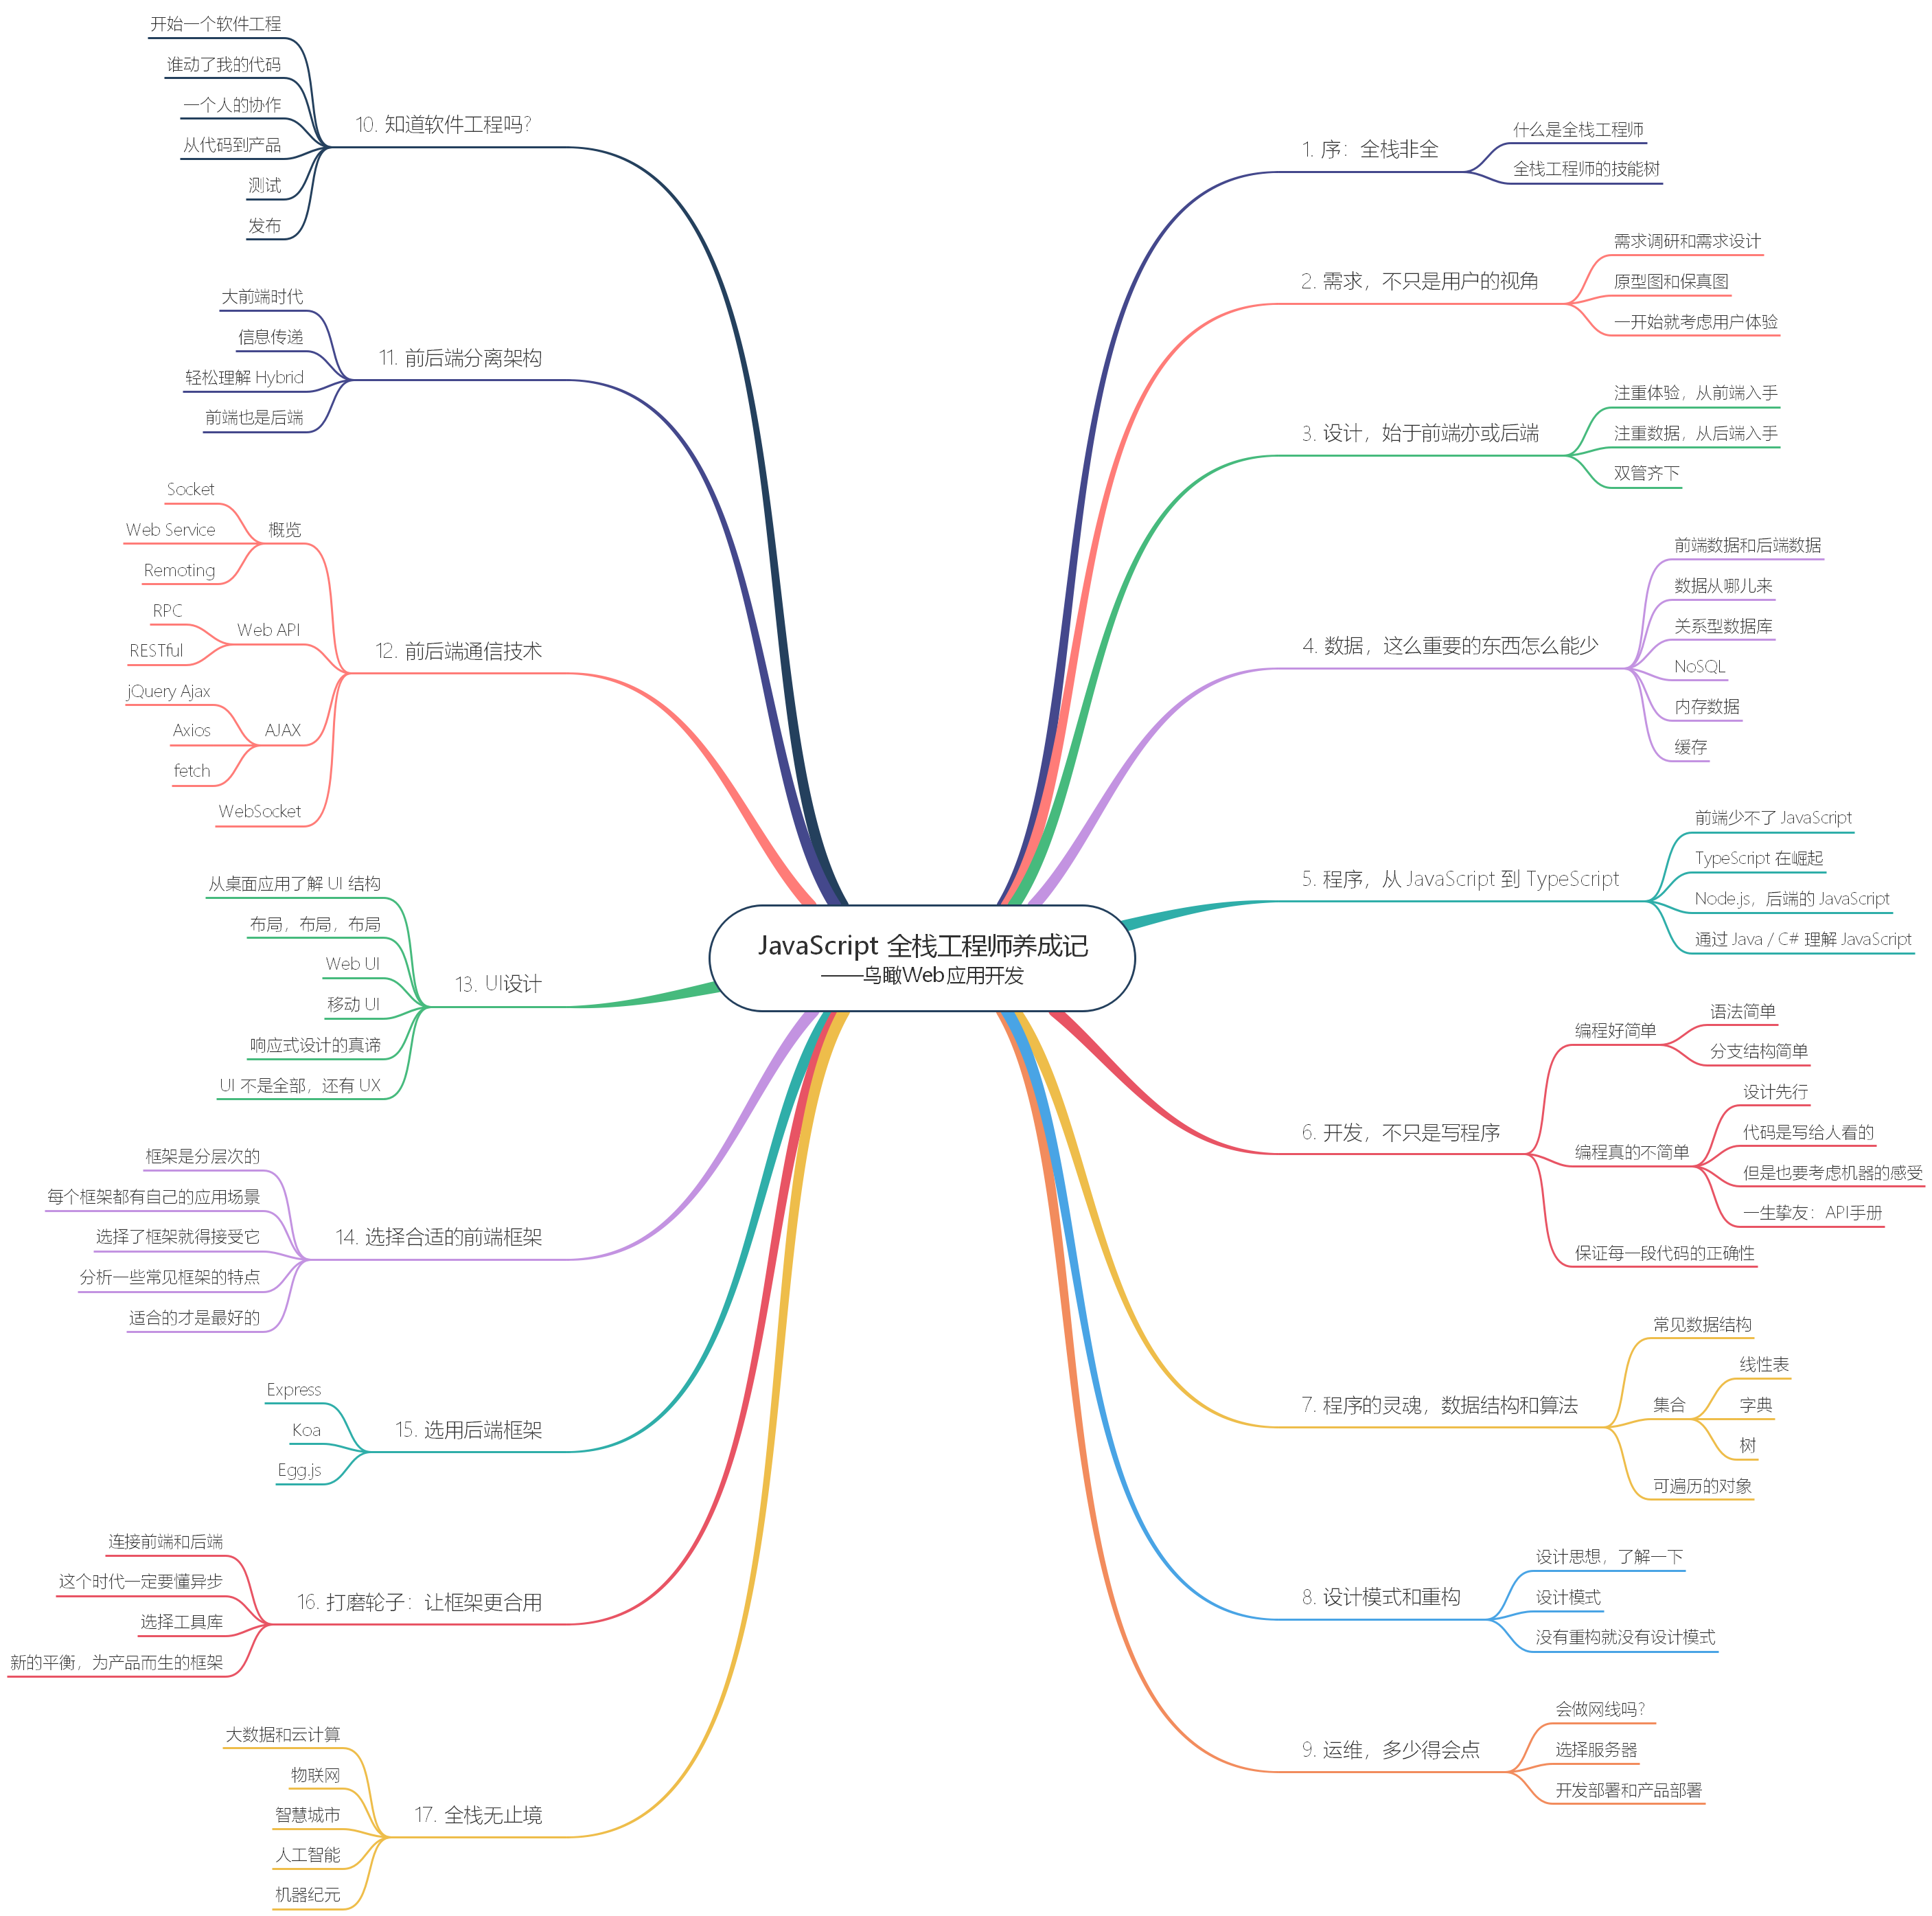 JavaScript 全栈工程师养成记
——鸟瞰Web应用开发
1. 序：全栈非全
什么是全栈工程师
全栈工程师的技能树
2. 需求，不只是用户的视角
需求调研和需求设计
原型图和保真图
一开始就考虑用户体验
3. 设计，始于前端亦或后端
注重体验，从前端入手
注重数据，从后端入手
双管齐下
4. 数据，这么重要的东西怎么能少
前端数据和后端数据
数据从哪儿来
关系型数据库
NoSQL
内存数据
缓存
5. 程序，从 JavaScript 到 TypeScript
前端少不了 JavaScript
TypeScript 在崛起
Node.js，后端的 JavaScript
通过 Java / C# 理解 JavaScript
6. 开发，不只是写程序
编程好简单
语法简单
分支结构简单
编程真的不简单
设计先行
代码是写给人看的
但是也要考虑机器的感受
一生挚友：API手册
保证每一段代码的正确性
7. 程序的灵魂，数据结构和算法
常见数据结构
集合
线性表
字典
树
可遍历的对象
8. 设计模式和重构
设计思想，了解一下
设计模式
没有重构就没有设计模式
9. 运维，多少得会点
会做网线吗？
选择服务器
开发部署和产品部署
10. 知道软件工程吗？
开始一个软件工程
谁动了我的代码
一个人的协作
从代码到产品
测试
发布
11. 前后端分离架构
大前端时代
信息传递
轻松理解 Hybrid
前端也是后端
12. 前后端通信技术
概览
Socket
Web Service
Remoting
Web API
RPC
RESTful
AJAX
jQuery Ajax
Axios
fetch
WebSocket
13. UI设计
从桌面应用了解 UI 结构
布局，布局，布局
Web UI
移动 UI
响应式设计的真谛
UI 不是全部，还有 UX
14. 选择合适的前端框架
框架是分层次的
每个框架都有自己的应用场景
选择了框架就得接受它
分析一些常见框架的特点
适合的才是最好的
15. 选用后端框架
Express
Koa
Egg.js
16. 打磨轮子：让框架更合用
连接前端和后端
这个时代一定要懂异步
选择工具库
新的平衡，为产品而生的框架
17. 全栈无止境
大数据和云计算
物联网
智慧城市
人工智能
机器纪元